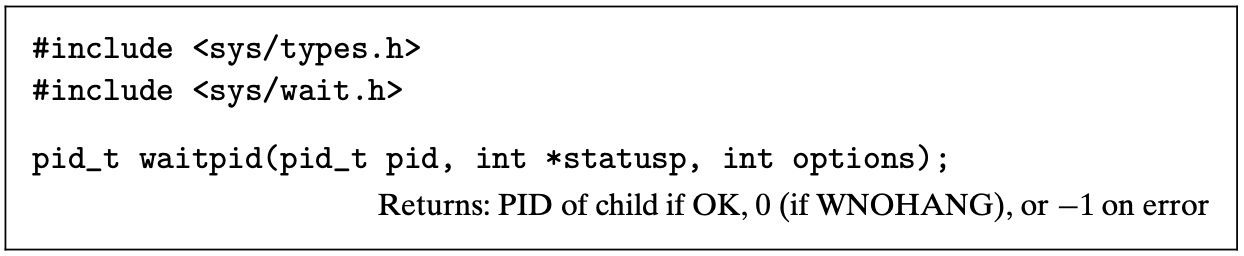 #include <sys/types.h>
#include <sys/wait.h>
pid_t waitpid(pid_t pid, int *statusp, int options);
Returns: PID of child if OK, 0 (if WNOHANG), or −1 on error